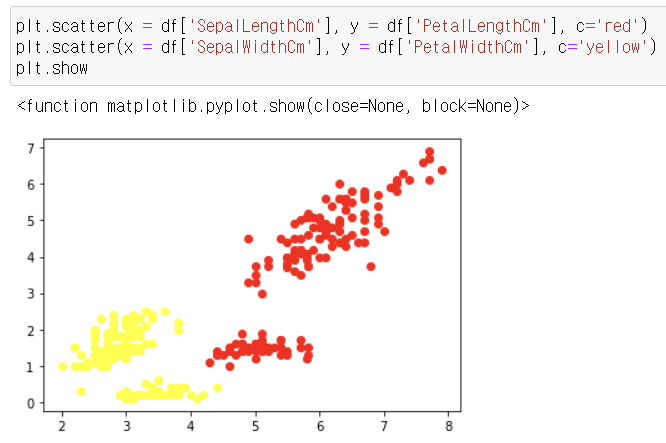 plt.scatter(x = df['SepalLengthCm'], y = df['PetalLengthCm'], c='red')
plt.scatter(x = df['SepalWidthCm'], y = df['PetalWidthCm'], c='yellow')
plt.show
<function matplotlib.pyplot.show(close=None, block=None)>
7
6
5
4
3
2
1
0
2 3 4 5 6 7 8